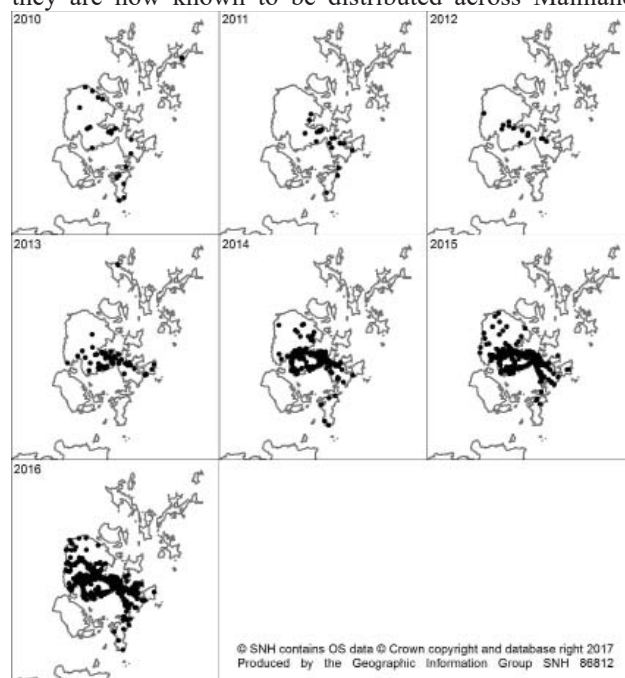 they are now known to be distributed across Mainland
2010
2011
2012
2013
2014
2015
2016
© SNH contains OS data © Crown copyright and database right 2017
Produced by the Geographic Information Group SNH 86812